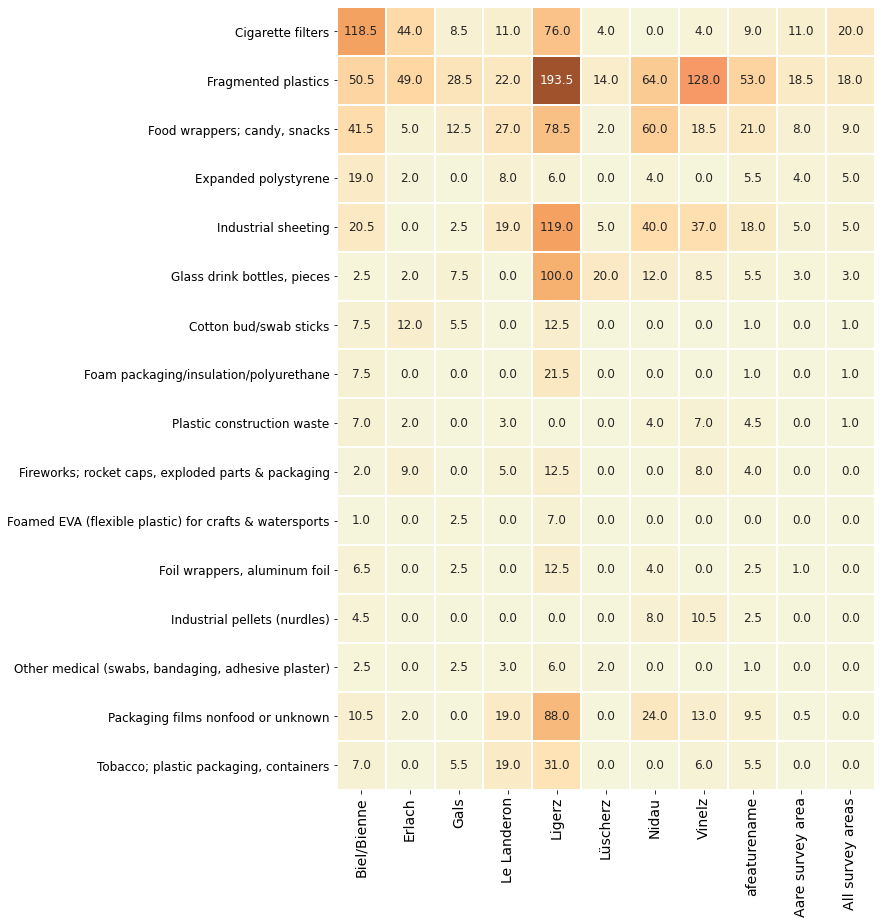 Cigarette filters 118.5 44.0 8.5 11.0 76.0 4.0 0.0 4.0 9.0 11.0 20.0
Fragmented plastics 50.5 49.0 28.5 22.0 193.5 14.0 64.0 128.0 53.0 18.5 18.0
Food wrappers; candy, snacks 41.5 5.0 12.5 27.0 78.5 2.0 60.0 18.5 21.0 8.0 9.0
Expanded polystyrene 19.0 2.0 0.0 8.0 6.0 0.0 4.0 0.0 5.5 4.0 5.0
Industrial sheeting 20.5 0.0 2.5 19.0 119.0 5.0 40.0 37.0 18.0 5.0 5.0
Glass drink bottles, pieces 2.5 2.0 7.5 0.0 100.0 20.0 12.0 8.5 5.5 3.0 3.0
Cotton bud/swab sticks 7.5 12.0 5.5 0.0 12.5 0.0 0.0 0.0 1.0 0.0 1.0
Foam packaging/insulation/polyurethane 7.5 0.0 0.0 0.0 21.5 0.0 0.0 0.0 1.0 0.0 1.0
Plastic construction waste 7.0 2.0 0.0 3.0 0.0 0.0 4.0 7.0 4.5 0.0 1.0
Fireworks; rocket caps, exploded parts & packaging 2.0 9.0 0.0 5.0 12.5 0.0 0.0 8.0 4.0 0.0 0.0
Foamed EVA (flexible plastic) for crafts & watersports 1.0 0.0 2.5 0.0 7.0 0.0 0.0 0.0 0.0 0.0 0.0
Foil wrappers, aluminum foil 6.5 0.0 2.5 0.0 12.5 0.0 4.0 0.0 2.5 1.0 0.0
Industrial pellets (nurdles) 4.5 0.0 0.0 0.0 0.0 0.0 8.0 10.5 2.5 0.0 0.0
Other medical (swabs, bandaging, adhesive plaster) 2.5 0.0 2.5 3.0 6.0 2.0 0.0 0.0 1.0 0.0 0.0
Packaging films nonfood or unknown 10.5 2.0 0.0 19.0 88.0 0.0 24.0 13.0 9.5 0.5 0.0
Tobacco; plastic packaging, containers 7.0 0.0 5.5 19.0 31.0 0.0 0.0 6.0 5.5 0.0 0.0
Biel/Bienne
Erlach
Gals
Le Landeron
Ligerz
Lüscherz
Nidau
Vinelz
afeaturename
Aare survey area
All survey areas